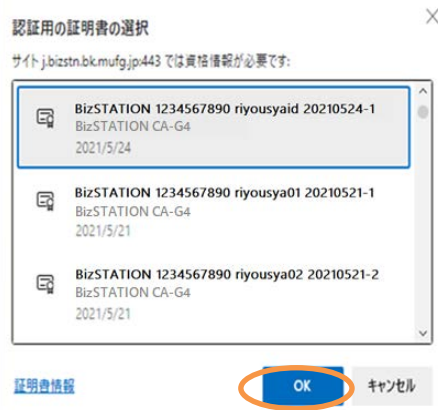 認証用の証明書の選択
サイト j.bizstn.bk.mufg.jp:443 では資格情報が必要です:
BizSTATION 1234567890 riyousyaid 20210524-1
BizSTATION CA-G4
2021/5/24
BizSTATION 1234567890 riyousya01 20210521-1
BizSTATION CA-G4
2021/5/21
BizSTATION 1234567890 riyousya02 20210521-2
BizSTATION CA-G4
2021/5/21
証明書情報
OK
キャンセル